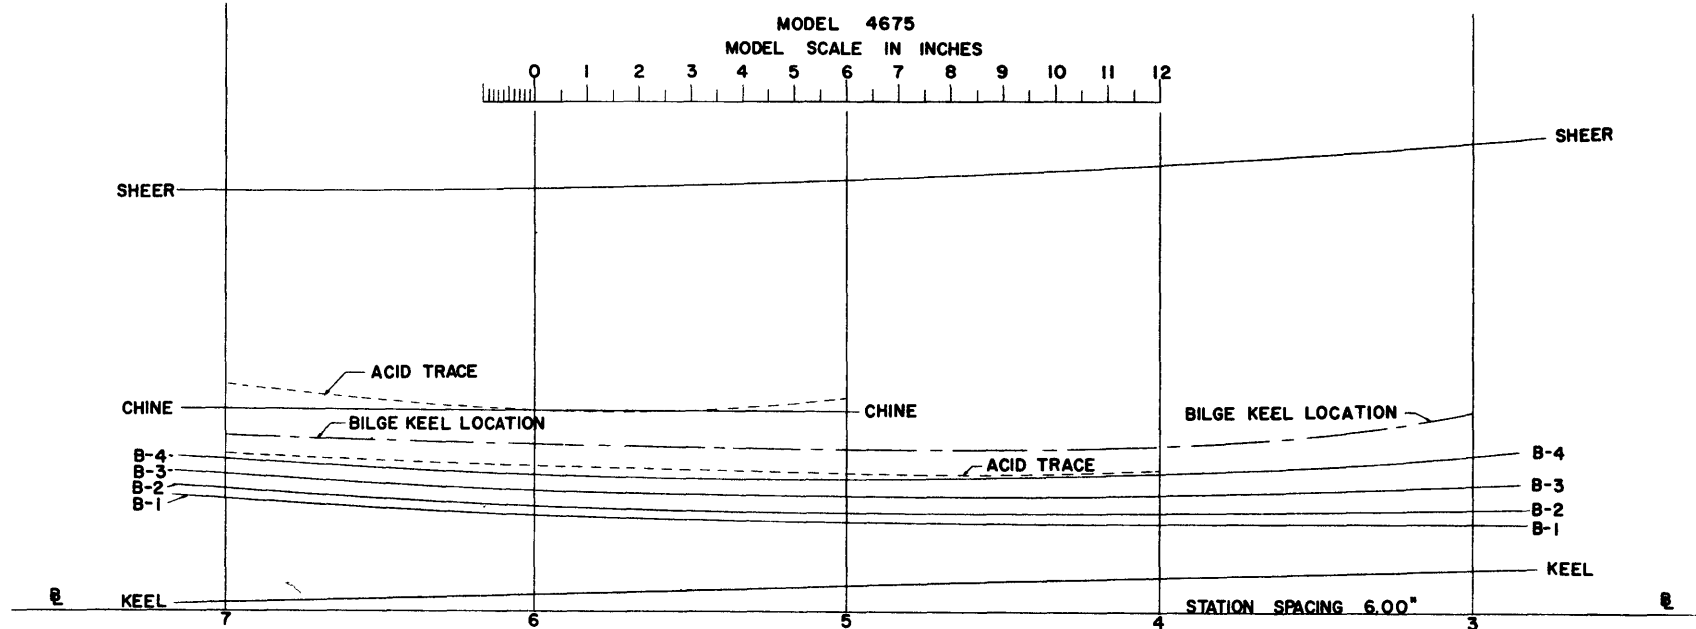 MODEL 4675
MODEL SCALE IN INCHES
0 1 2 3 4 5 6 7 8 9 10 11 12
SHEER
SHEER
ACID TRACE
CHINE
CHINE
BILGE KEEL LOCATION
BILGE KEEL LOCATION
B-4
B-3
B-2
B-1
ACID TRACE
B-4
B-3
B-2
B-1
KEEL
KEEL
STATION SPACING 6.00"
7 6 5 4 3